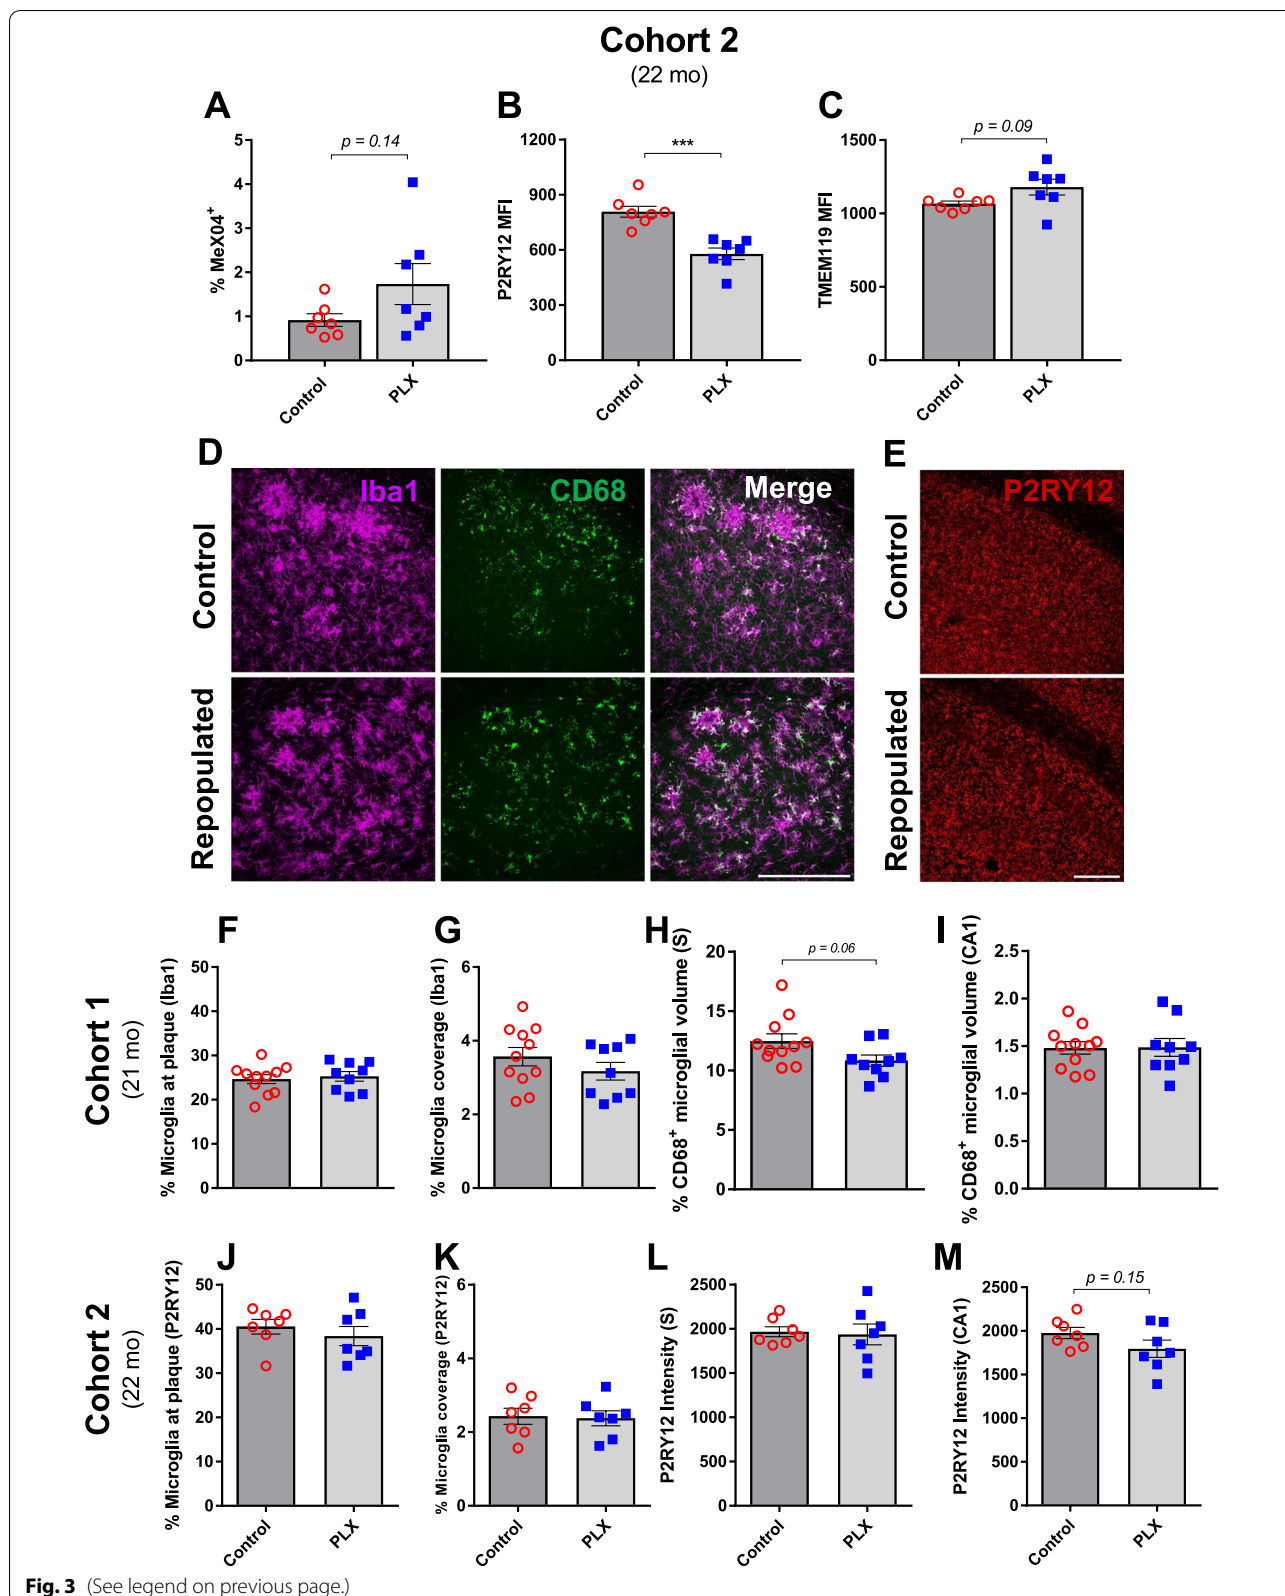 Cohort 2
(22 mo)
A
B
C
% MeX04+
5
4
3
2
1
0
p = 0.14
Control
PLX
P2RY12 MFI
1200
900
600
300
0
***
Control
PLX
TMEM119 MFI
1500
1000
500
0
p = 0.09
Control
PLX
D
E
Control
Iba1
CD68
Merge
Control
P2RY12
Repopulated
Repopulated
Cohort 1
(21 mo)
F
% Microglia at plaque (Iba1)
50
40
30
20
10
0
G
% Microglia coverage (Iba1)
6
4
2
0
H
% CD68+ microglial volume (S)
20
15
10
5
0
p = 0.06
I
% CD68+ microglial volume (CA1)
2.5
2.0
1.5
1.0
0.5
0.0
Cohort 2
(22 mo)
J
% Microglia at plaque (P2RY12)
50
40
30
20
10
0
Control
PLX
K
% Microglia coverage (P2RY12)
6
4
2
0
Control
PLX
L
P2RY12 Intensity (S)
2500
2000
1500
1000
500
0
Control
PLX
M
P2RY12 Intensity (CA1)
2500
2000
1500
1000
500
0
p = 0.15
Control
PLX
Fig. 3 (See legend on previous page.)